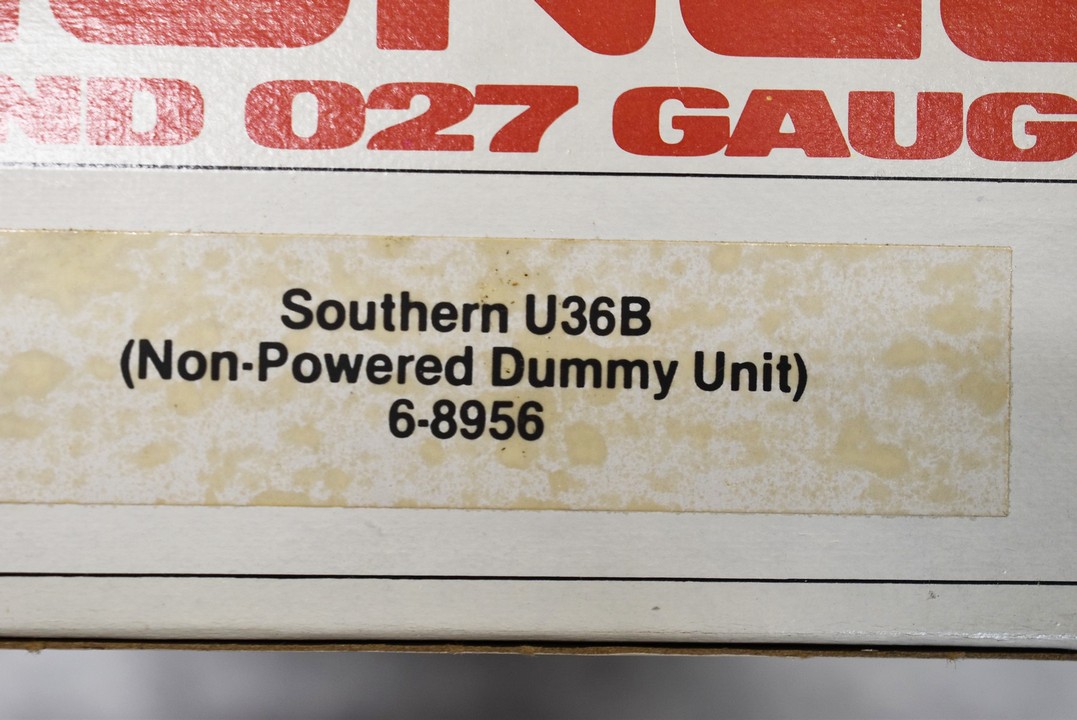 ND 027 GAUG
Southern U36B
(Non-Powered Dummy Unit)
6-8956